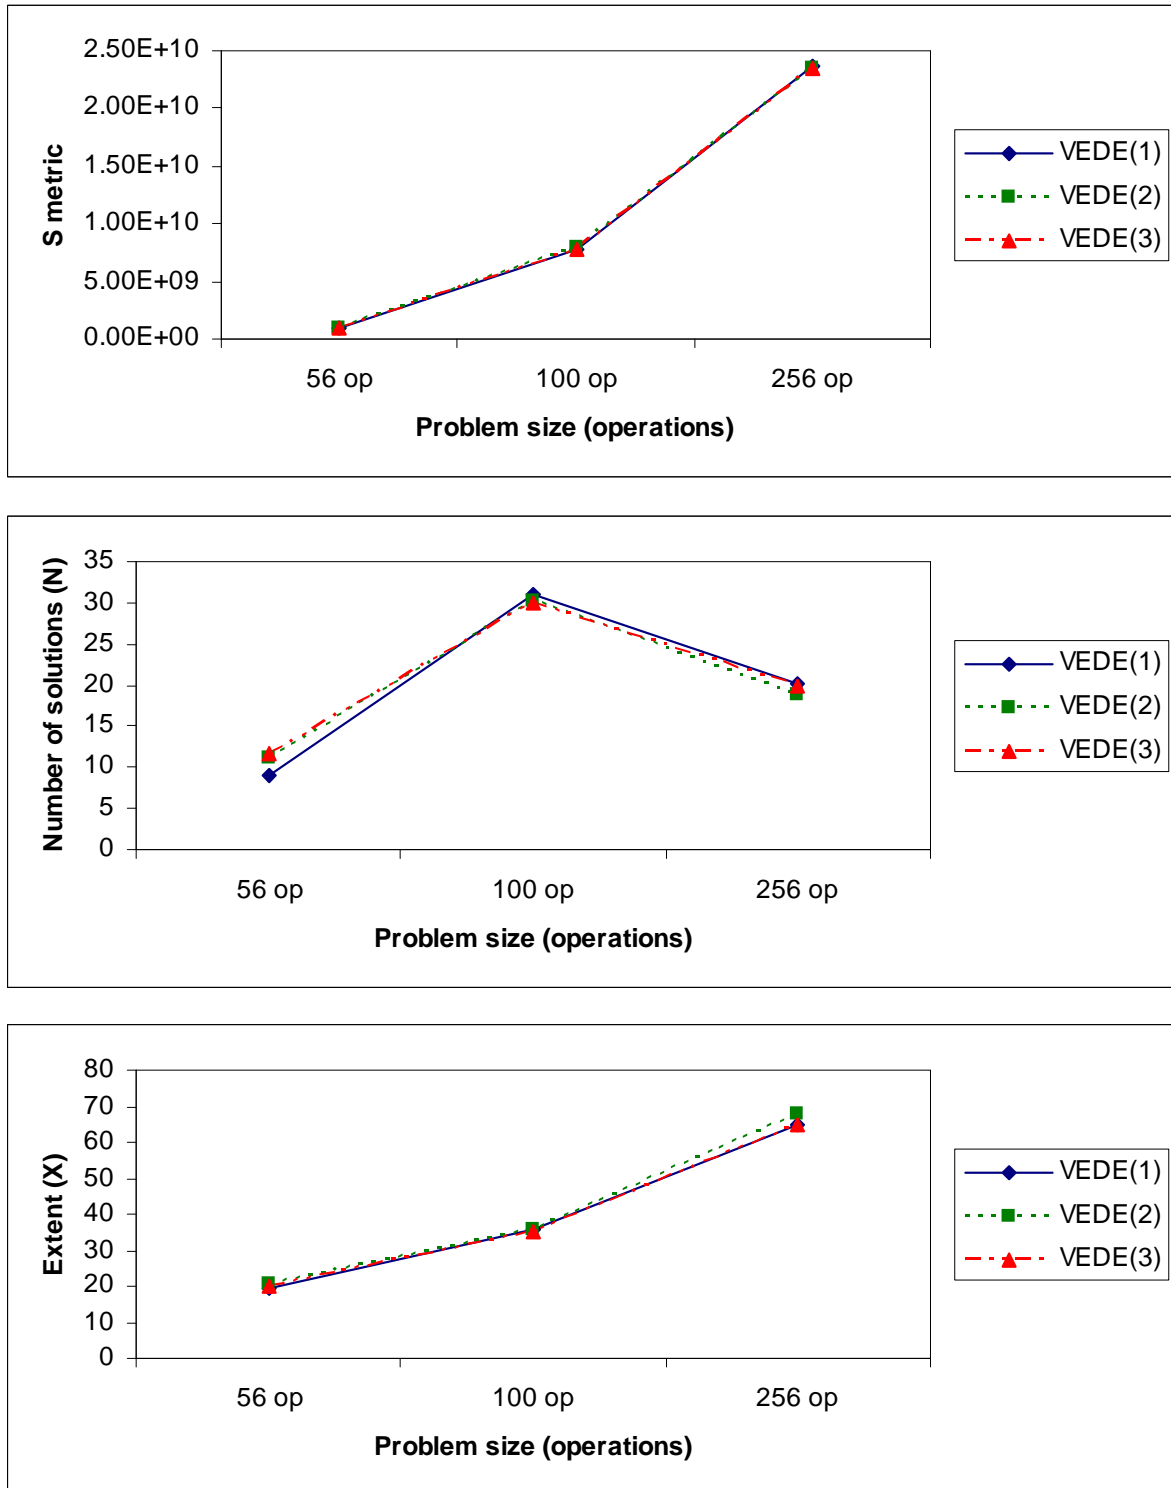 S metric
2.50E+10
2.00E+10
1.50E+10
1.00E+10
5.00E+09
0.00E+00
56 op
100 op
256 op
Problem size (operations)
VEDE(1)
VEDE(2)
VEDE(3)
Number of solutions (N)
35
30
25
20
15
10
5
0
56 op
100 op
256 op
Problem size (operations)
VEDE(1)
VEDE(2)
VEDE(3)
Extent (X)
80
70
60
50
40
30
20
10
0
56 op
100 op
256 op
Problem size (operations)
VEDE(1)
VEDE(2)
VEDE(3)